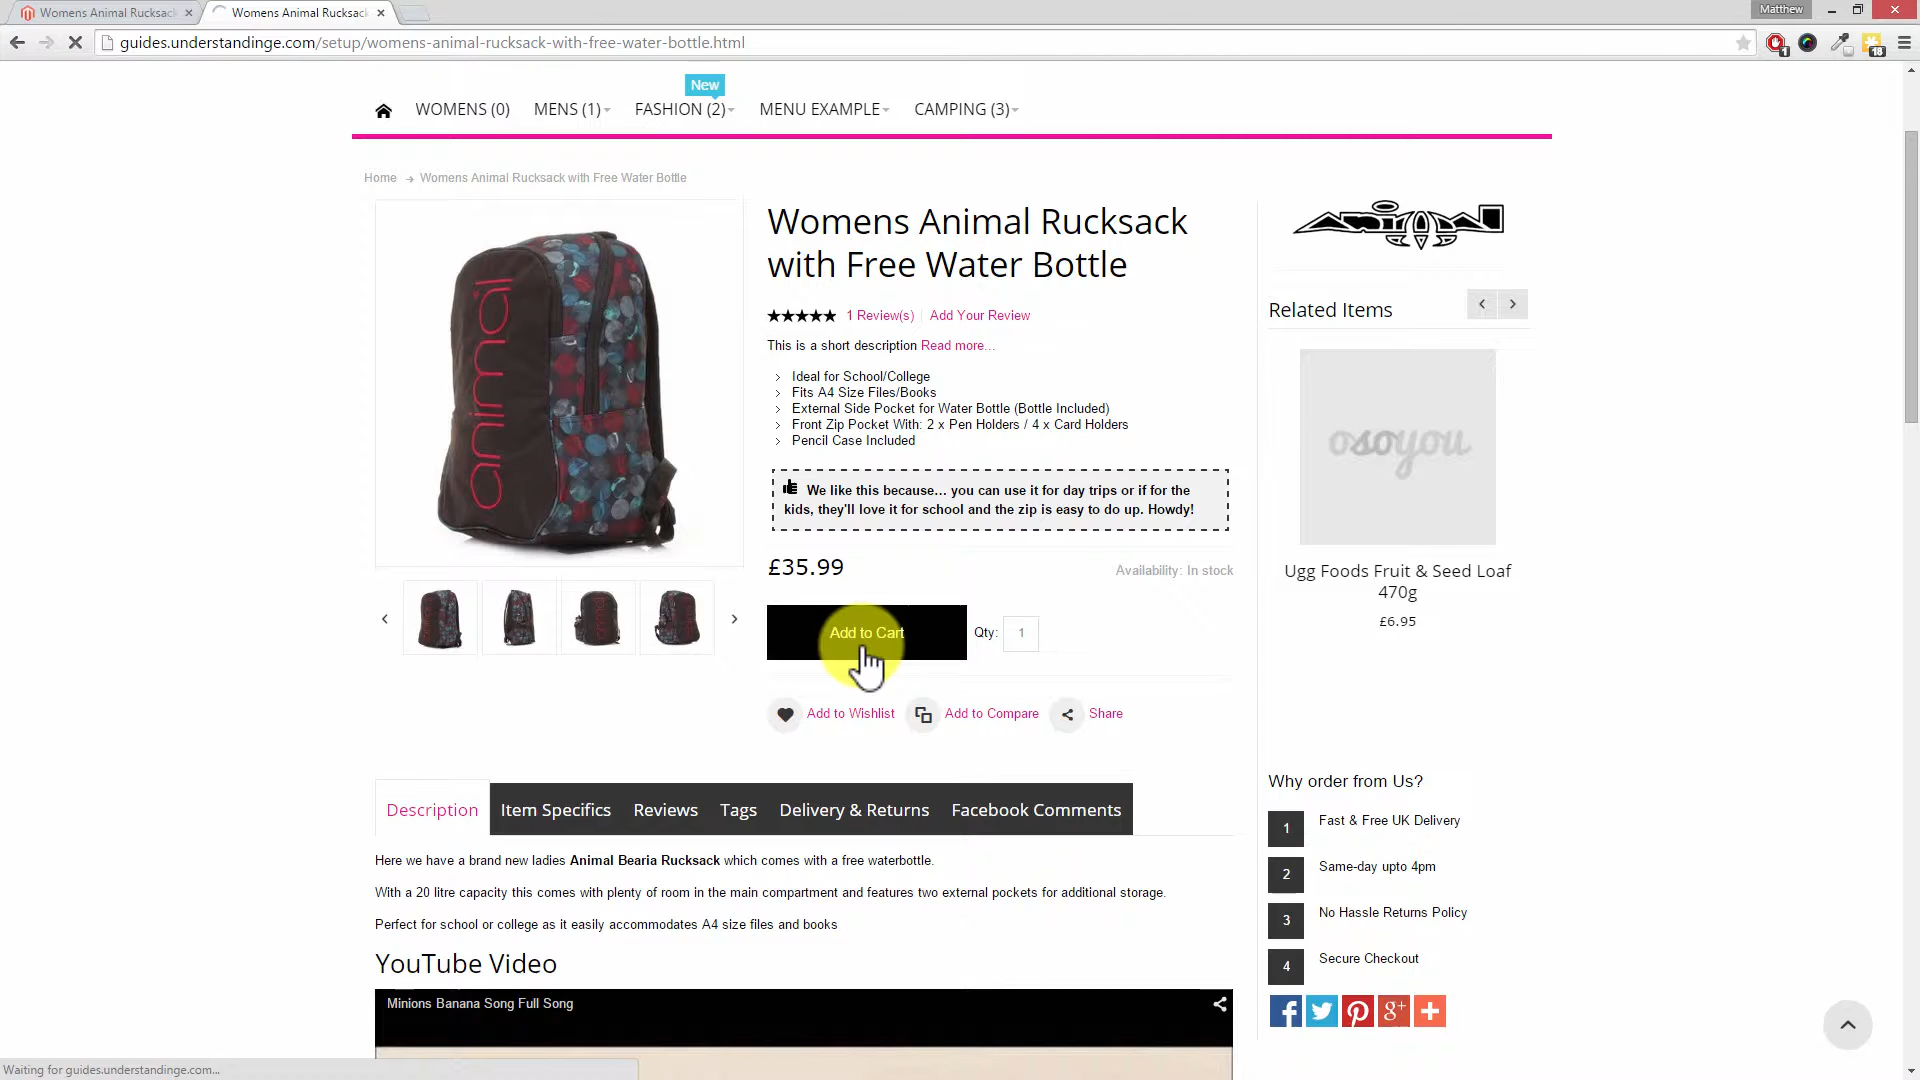 Womens Animal Rucksack
Womens Animal Rucksack
Matthew
guides.understandinge.com/setup/womens-animal-rucksack-with-free-water-bottle.html
1
18
New
WOMENS (0)
MENS (1)
FASHION (2)
MENU EXAMPLE
CAMPING (3)
Home
Womens Animal Rucksack with Free Water Bottle
animal
Womens Animal Rucksack
with Free Water Bottle
1 Review(s)
Add Your Review
This is a short description Read more...
Ideal for School/College
Fits A4 Size Files/Books
External Side Pocket for Water Bottle (Bottle Included)
Front Zip Pocket With: 2 x Pen Holders / 4 x Card Holders
Pencil Case Included
We like this because… you can use it for day trips or if for the
kids, they'll love it for school and the zip is easy to do up. Howdy!
£35.99
Availability: In stock
Add to Cart
Qty: 1
Add to Wishlist
Add to Compare
Share
Animal
Related Items
osoyou
Ugg Foods Fruit & Seed Loaf
470g
£6.95
Why order from Us?
1 Fast & Free UK Delivery
2 Same-day upto 4pm
3 No Hassle Returns Policy
4 Secure Checkout
Description
Item Specifics
Reviews
Tags
Delivery & Returns
Facebook Comments
Here we have a brand new ladies Animal Bearia Rucksack which comes with a free waterbottle.
With a 20 litre capacity this comes with plenty of room in the main compartment and features two external pockets for additional storage.
Perfect for school or college as it easily accommodates A4 size files and books
YouTube Video
Minions Banana Song Full Song
Waiting for guides.understandinge.com...